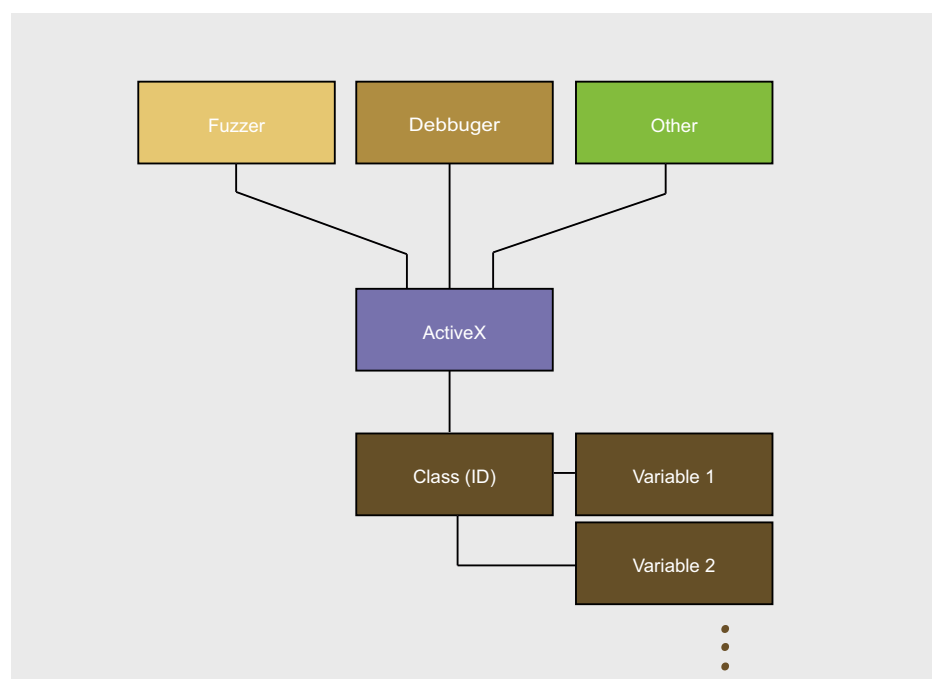 Fuzzer
Debbuger
Other
ActiveX
Class (ID)
Variable 1
Variable 2